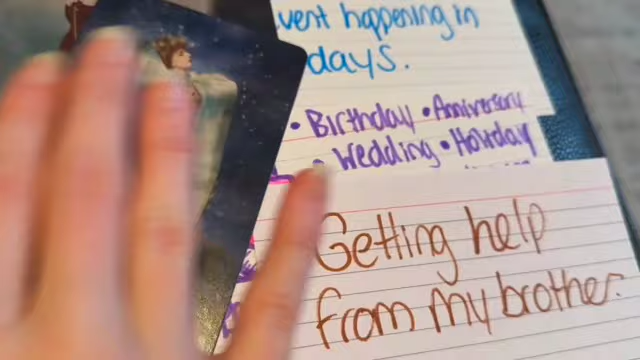 vent happening in
days.
• Birthday • Anniversary
• Wedding • Holiday
Getting help
from my brother.